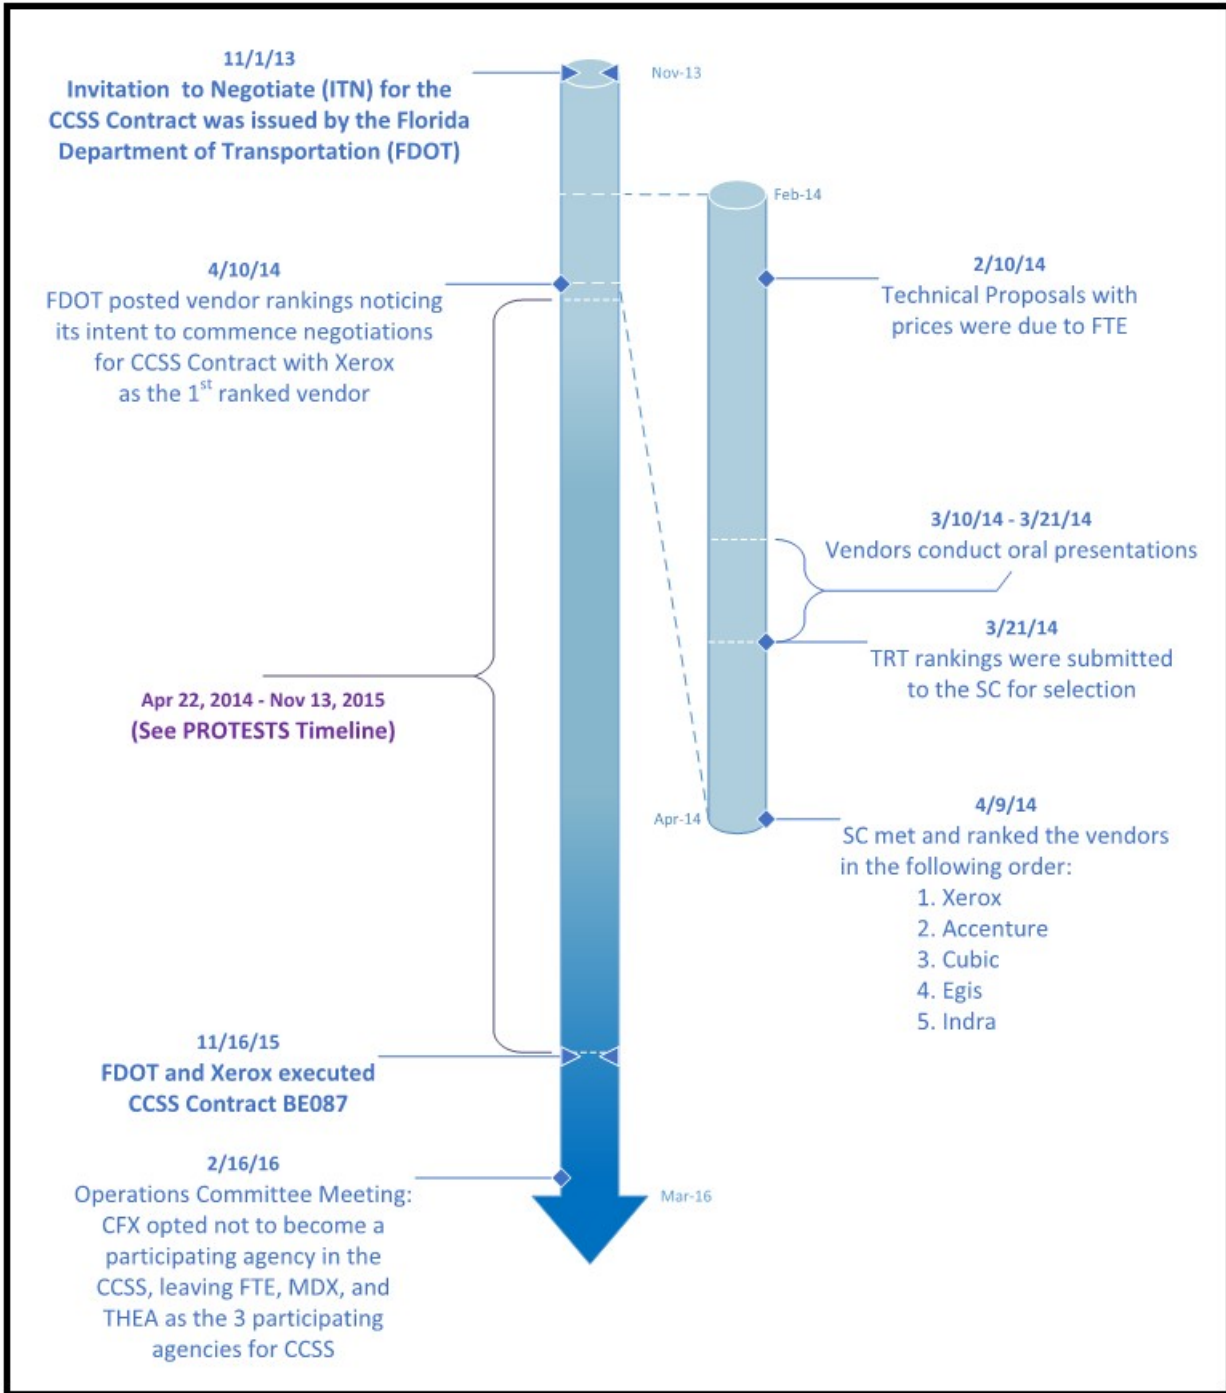 11/1/13
Invitation to Negotiate (ITN) for the
CCSS Contract was issued by the Florida
Department of Transportation (FDOT)
Nov-13
Feb-14
4/10/14
FDOT posted vendor rankings noticing
its intent to commence negotiations
for CCSS Contract with Xerox
as the 1st ranked vendor
2/10/14
Technical Proposals with
prices were due to FTE
3/10/14 - 3/21/14
Vendors conduct oral presentations
3/21/14
TRT rankings were submitted
to the SC for selection
Apr 22, 2014 - Nov 13, 2015
(See PROTESTS Timeline)
Apr-14
4/9/14
SC met and ranked the vendors
in the following order:
1. Xerox
2. Accenture
3. Cubic
4. Egis
5. Indra
11/16/15
FDOT and Xerox executed
CCSS Contract BE087
2/16/16
Operations Committee Meeting:
CFX opted not to become a
participating agency in the
CCSS, leaving FTE, MDX, and
THEA as the 3 participating
agencies for CCSS
Mar-16